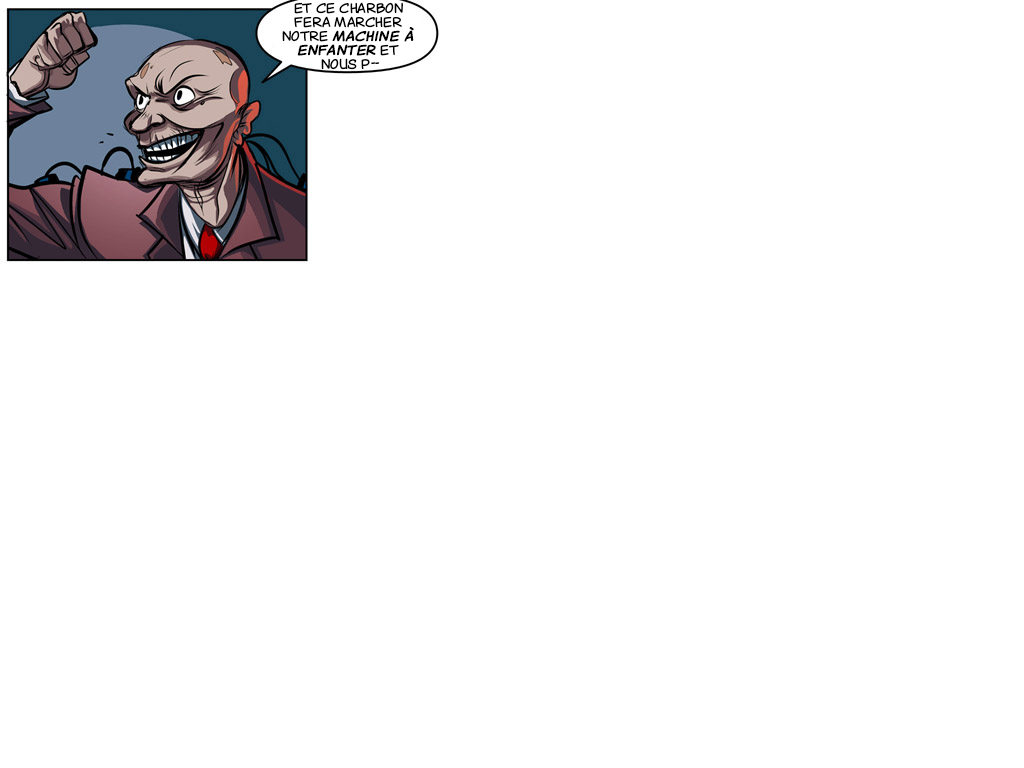 ET CE CHARBON
FERA MARCHER
NOTRE MACHINE À
ENFANTER ET
NOUS P--